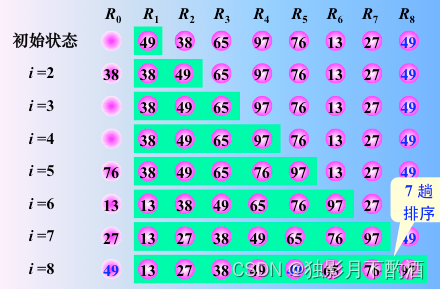 R0 R1 R2 R3 R4 R5 R6 R7 R8
初始状态 49 38 65 97 76 13 27 49
i =2 38 38 49 65 97 76 13 27 49
i =3 38 49 65 97 76 13 27 49
i =4 38 49 65 97 76 13 27 49
i =5 76 38 49 65 76 97 13 27 49
i =6 13 13 38 49 65 76 97 27
7 趟
排序
i =7 27 13 27 38 49 65 76 97
i =8 49 13 27 38 49 65 76
CSDN @独影月下酌酒